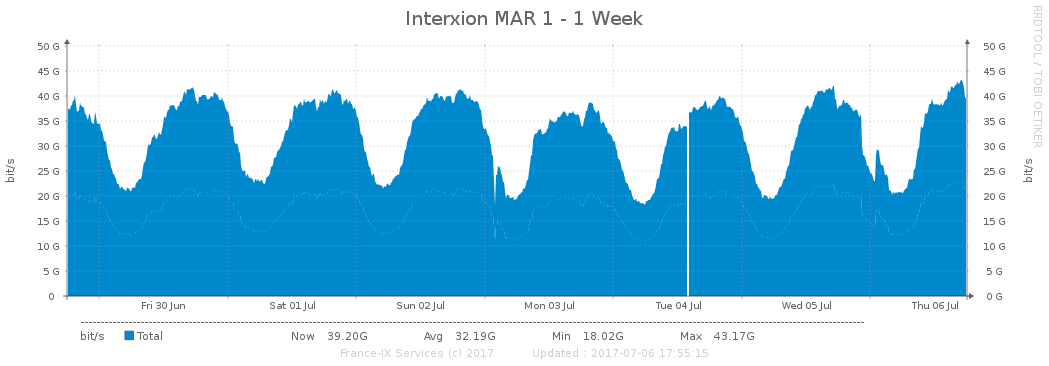 Interxion MAR 1 - 1 Week
RRDTOOL / TOBI OETIKER
50 G 50 G
45 G 45 G
40 G 40 G
35 G 35 G
30 G 30 G
25 G 25 G
20 G 20 G
15 G 15 G
10 G 10 G
5 G 5 G
0 0 G
bit/s bit/s
Fri 30 Jun Sat 01 Jul Sun 02 Jul Mon 03 Jul Tue 04 Jul Wed 05 Jul Thu 06 Jul
bit/s Total Now 39.20G Avg 32.19G Min 18.02G Max 43.17G
France-IX Services (c) 2017 Updated : 2017-07-06 17:55:15